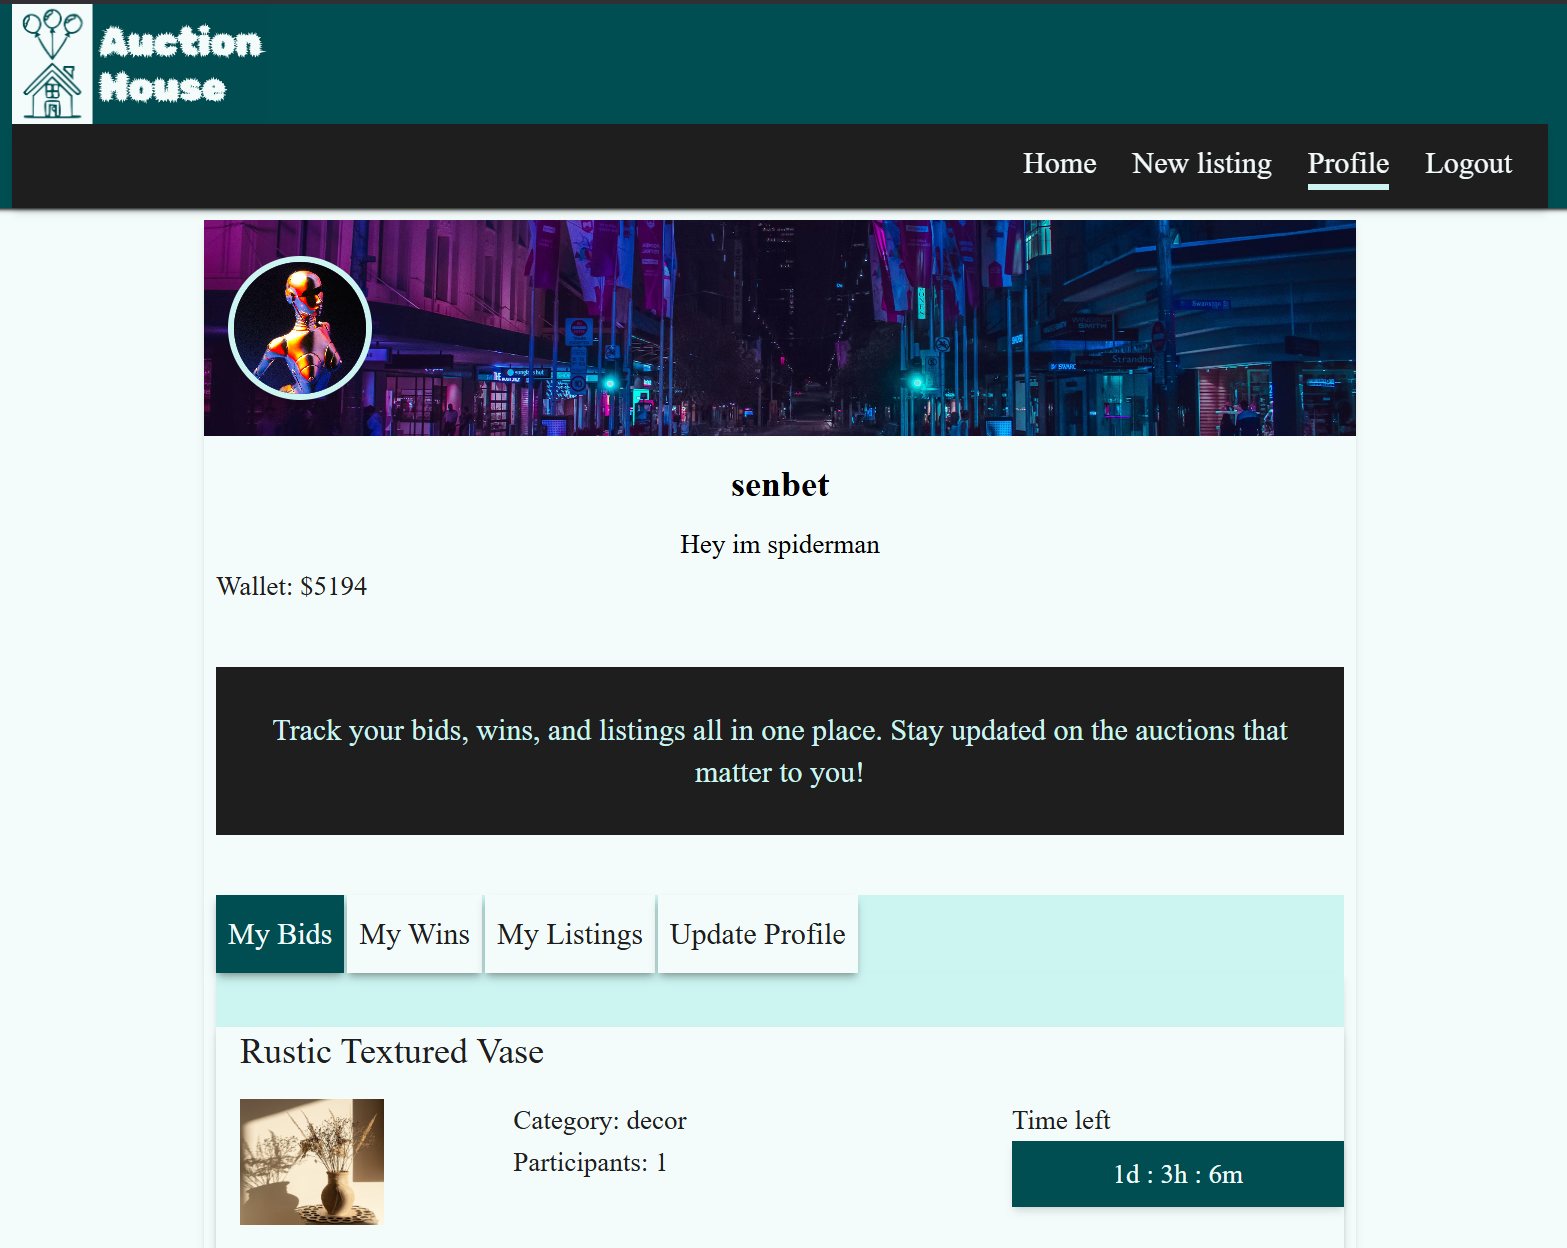 Auction
House
Home New listing Profile Logout
senbet
Hey im spiderman
Wallet: $5194
Track your bids, wins, and listings all in one place. Stay updated on the auctions that
matter to you!
My Bids My Wins My Listings Update Profile
Rustic Textured Vase
Category: decor
Participants: 1
Time left
1d : 3h : 6m